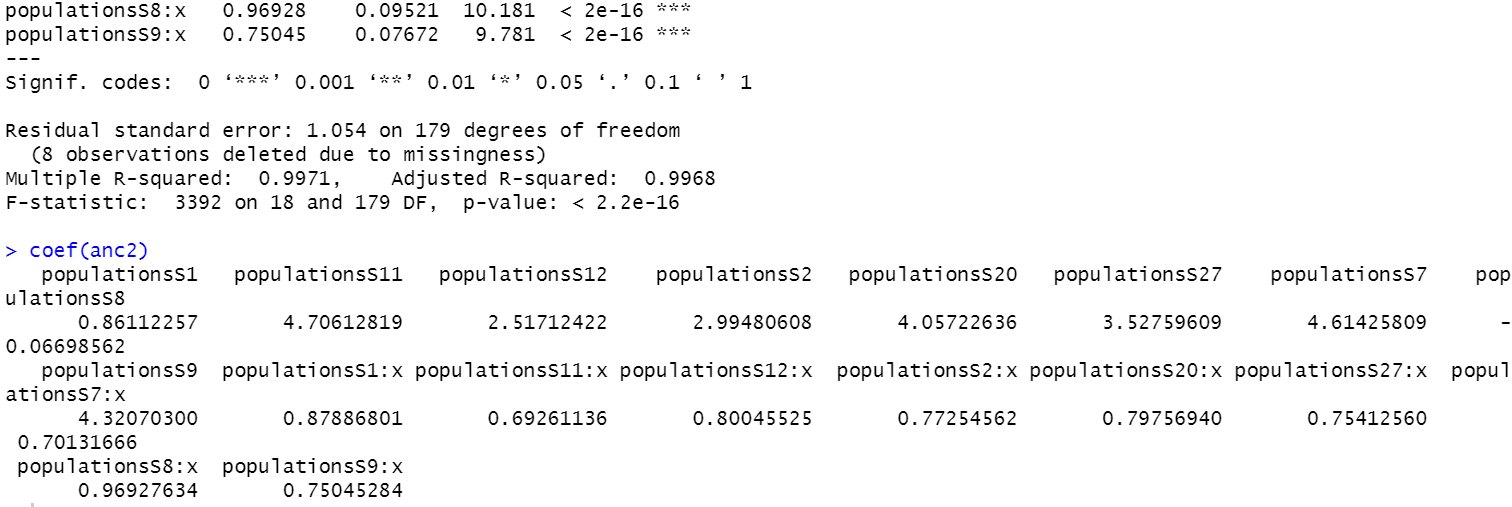 populationsS8:x   0.96928    0.09521  10.181  < 2e-16 ***
populationsS9:x   0.75045    0.07672   9.781  < 2e-16 ***
---
Signif. codes:  0 ‘***’ 0.001 ‘**’ 0.01 ‘*’ 0.05 ‘.’ 0.1 ‘ ’ 1
Residual standard error: 1.054 on 179 degrees of freedom
  (8 observations deleted due to missingness)
Multiple R-squared:  0.9971,    Adjusted R-squared:  0.9968
F-statistic:  3392 on 18 and 179 DF,  p-value: < 2.2e-16
> coef(anc2)
   populationsS1   populationsS11   populationsS12    populationsS2   populationsS20   populationsS27    populationsS7    pop
ulationsS8
      0.86112257       4.70612819       2.51712422       2.99480608       4.05722636       3.52759609       4.61425809      -
0.06698562
   populationsS9  populationsS1:x populationsS11:x populationsS12:x  populationsS2:x populationsS20:x populationsS27:x  popul
ationsS7:x
      4.32070300       0.87886801       0.69261136       0.80045525       0.77254562       0.79756940       0.75412560
 0.70131666
 populationsS8:x  populationsS9:x
      0.96927634       0.75045284